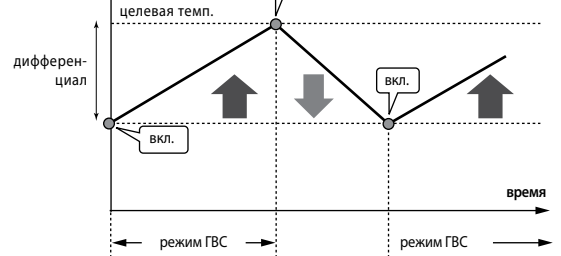 целевая темп.
дифферен-
циал
вкл.
вкл.
время
режим ГВС
режим ГВС